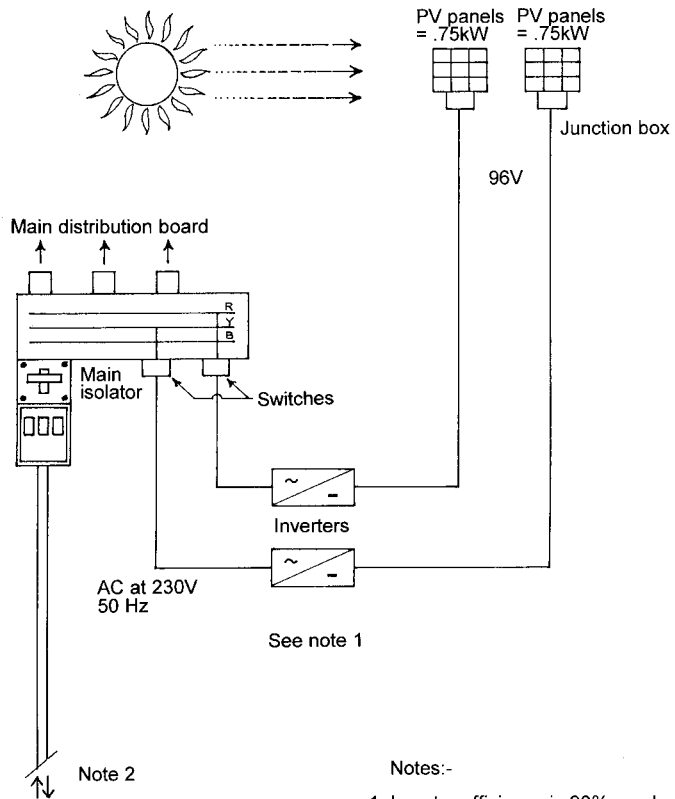 PV panels
= .75kW
PV panels
= .75kW
Junction box
96V
Main distribution board
R
Y
B
Main
isolator
Switches
Inverters
AC at 230V
50 Hz
See note 1
Note 2
Notes:-